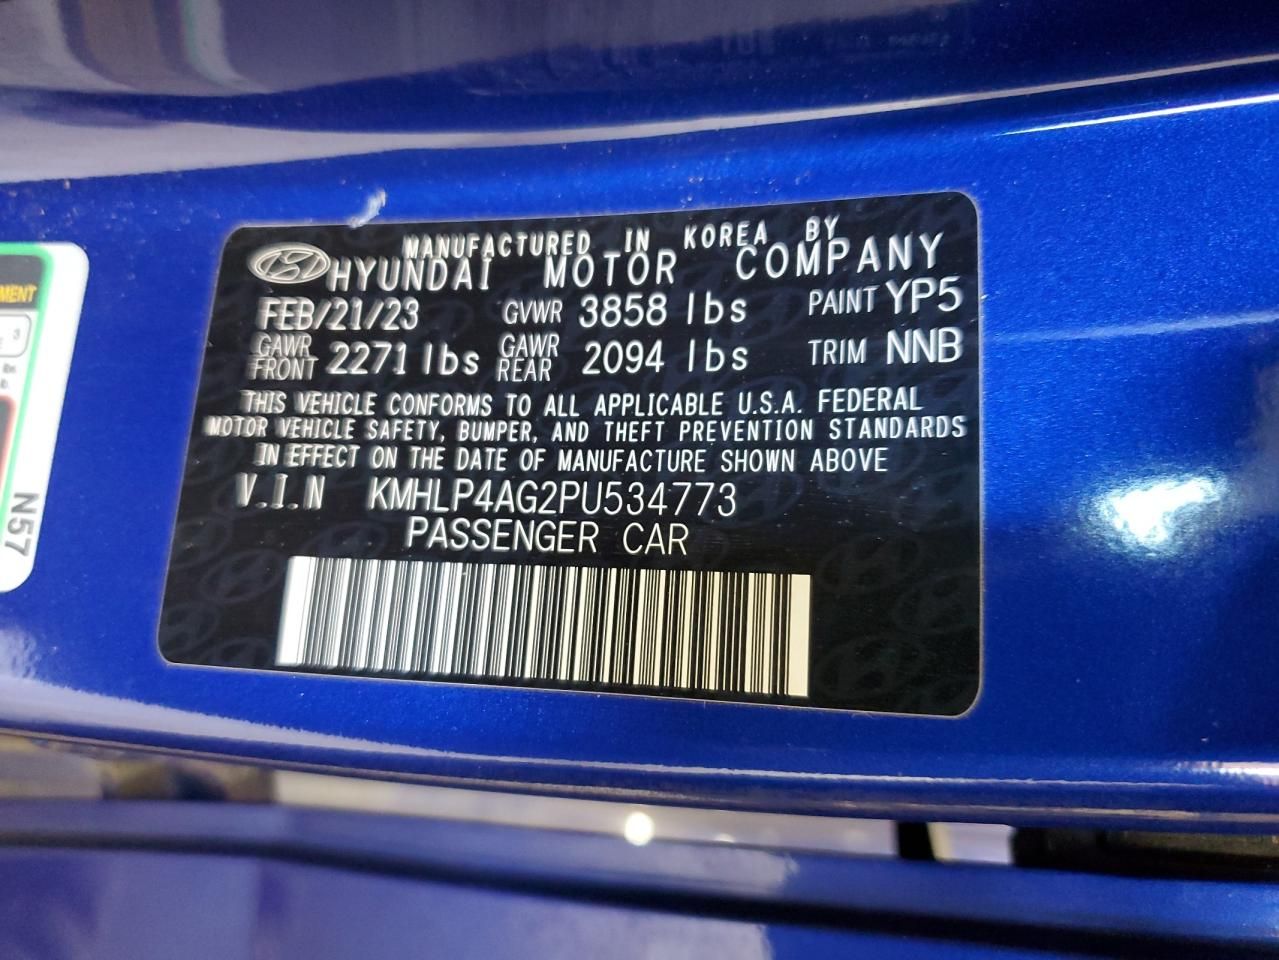 MANUFACTURED IN KOREA BY
HYUNDAI MOTOR COMPANY
FEB/21/23 GVWR 3858 lbs PAINT YP5
GAWR FRONT 2271 lbs GAWR REAR 2094 lbs TRIM NNB
THIS VEHICLE CONFORMS TO ALL APPLICABLE U.S.A. FEDERAL
MOTOR VEHICLE SAFETY, BUMPER, AND THEFT PREVENTION STANDARDS
IN EFFECT ON THE DATE OF MANUFACTURE SHOWN ABOVE
V.I.N KMHLP4AG2PU534773
PASSENGER CAR
3
N57